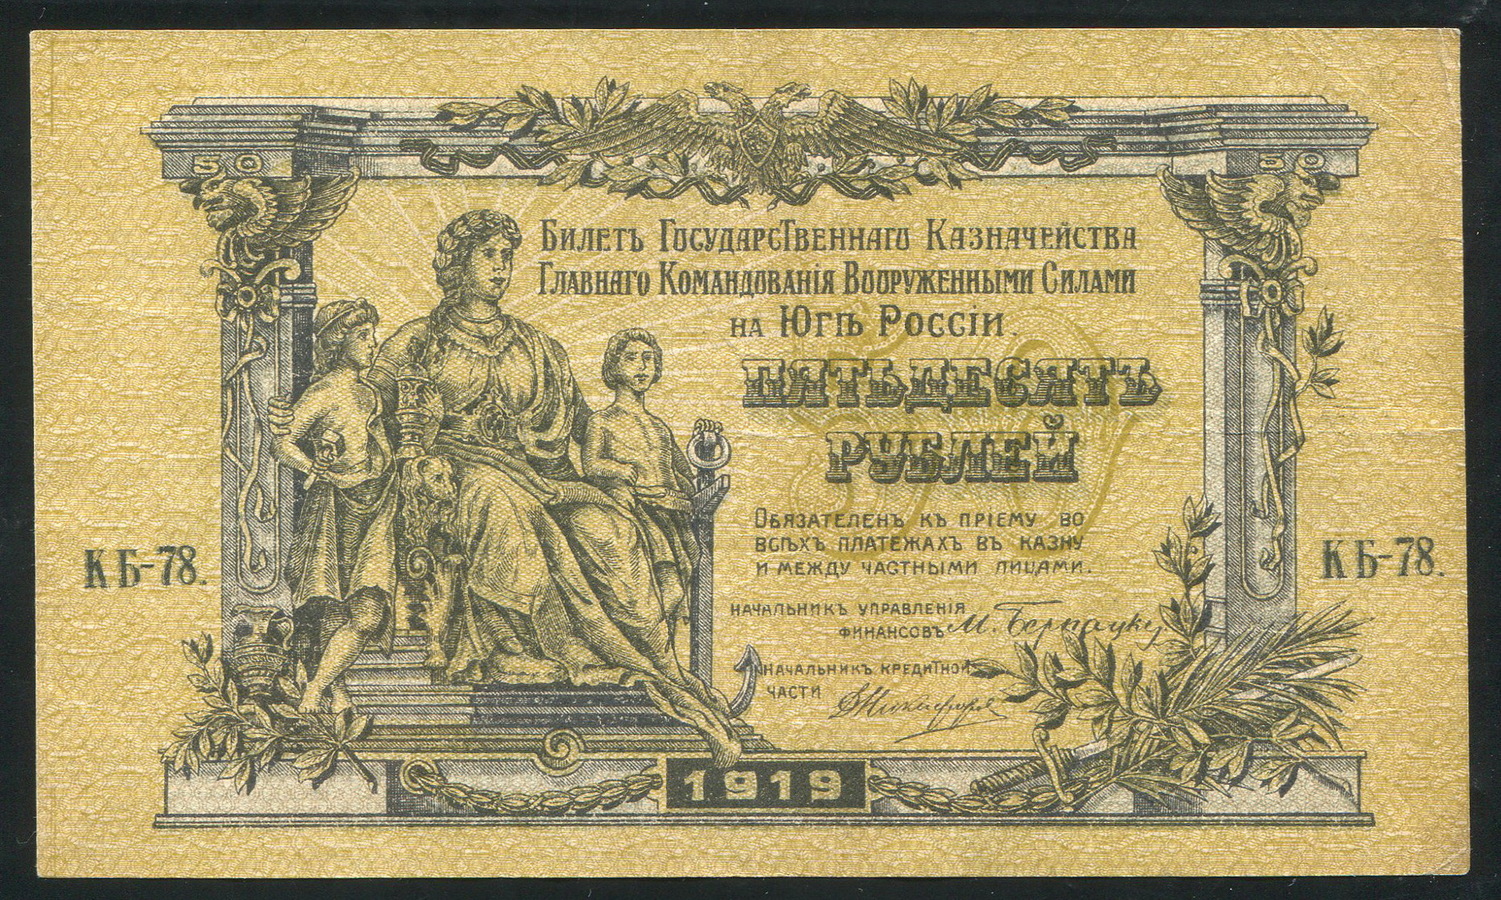 50
50
Билетъ Государственнаго Казначейства
Главнаго Командованія Вооруженными Силами
на Югѣ Россіи.
ПЯТЬДЕСЯТЪ
РУБЛЕЙ
Обязателенъ къ пріему во
всѣхъ платежахъ въ казну
и между частными лицами.
КБ-78.
КБ-78.
Начальникъ Управленія
Финансовъ
Начальникъ Кредитной
части
1919